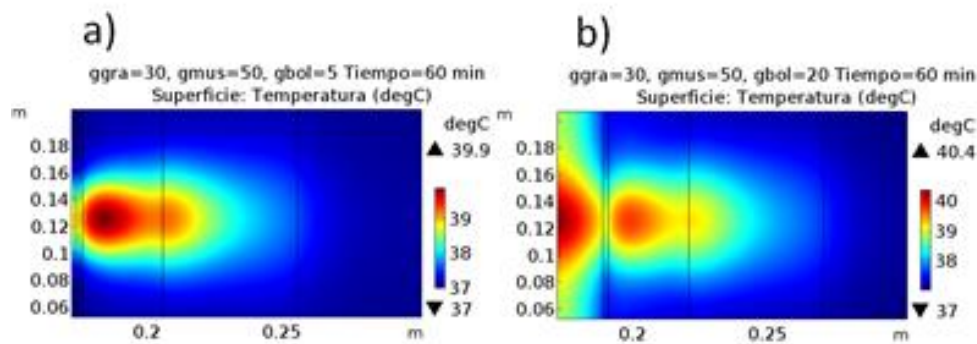 a)
ggra=30, gmus=50, gbol=5 Tiempo=60 min
Superficie: Temperatura (degC)
m
degC
▲ 39.9
0.18
0.16
0.14
0.12
0.1
0.08
0.06
39
38
37
▼ 37
0.2
0.25
m
b)
ggra=30, gmus=50, gbol=20 Tiempo=60 min
Superficie: Temperatura (degC)
m
degC
▲ 40.4
0.18
0.16
0.14
0.12
0.1
0.08
0.06
40
39
38
37
▼ 37
0.2
0.25
m